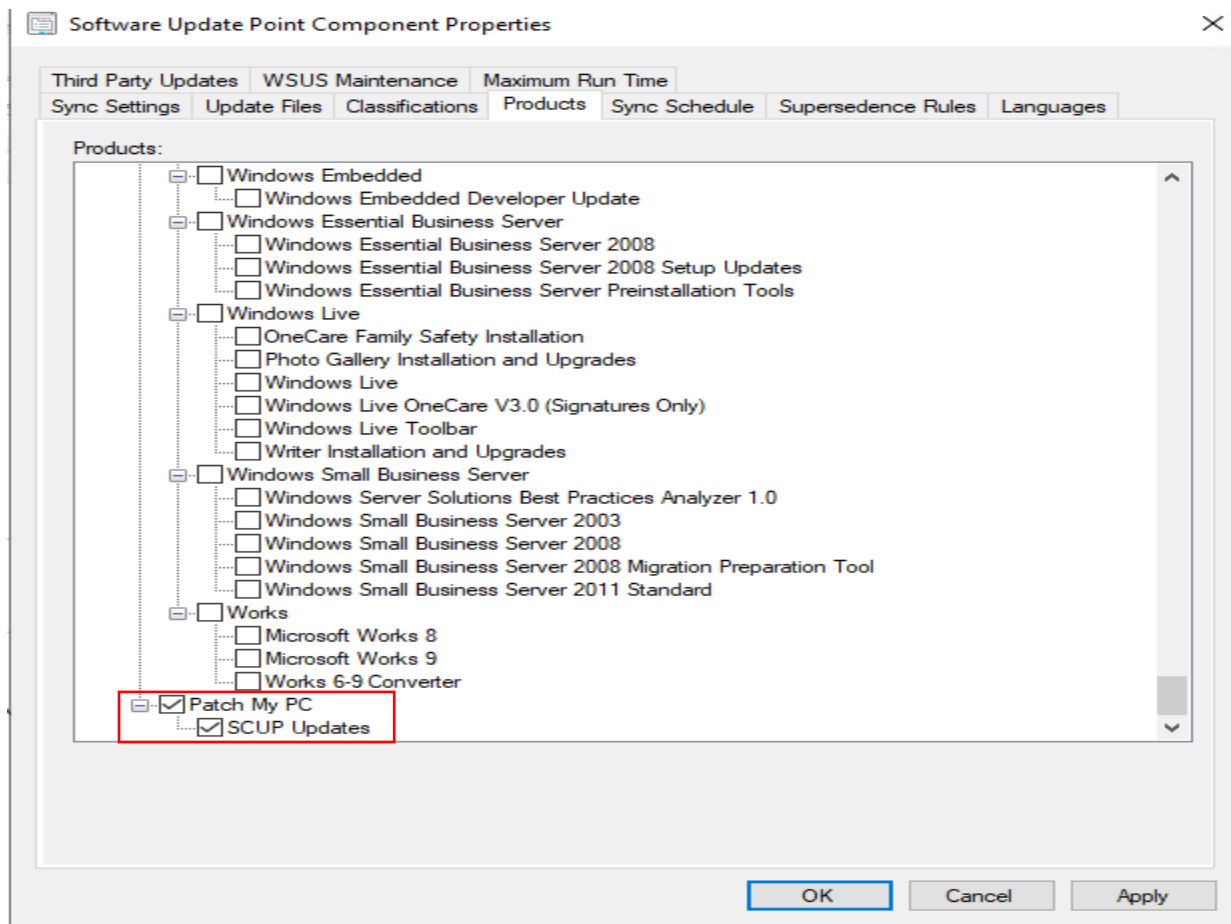 Software Update Point Component Properties
Third Party Updates WSUS Maintenance Maximum Run Time
Sync Settings Update Files Classifications Products Sync Schedule Supersedence Rules Languages
Products:
Windows Embedded
Windows Embedded Developer Update
Windows Essential Business Server
Windows Essential Business Server 2008
Windows Essential Business Server 2008 Setup Updates
Windows Essential Business Server Preinstallation Tools
Windows Live
OneCare Family Safety Installation
Photo Gallery Installation and Upgrades
Windows Live
Windows Live OneCare V3.0 (Signatures Only)
Windows Live Toolbar
Writer Installation and Upgrades
Windows Small Business Server
Windows Server Solutions Best Practices Analyzer 1.0
Windows Small Business Server 2003
Windows Small Business Server 2008
Windows Small Business Server 2008 Migration Preparation Tool
Windows Small Business Server 2011 Standard
Works
Microsoft Works 8
Microsoft Works 9
Works 6-9 Converter
Patch My PC
SCUP Updates
OK Cancel Apply